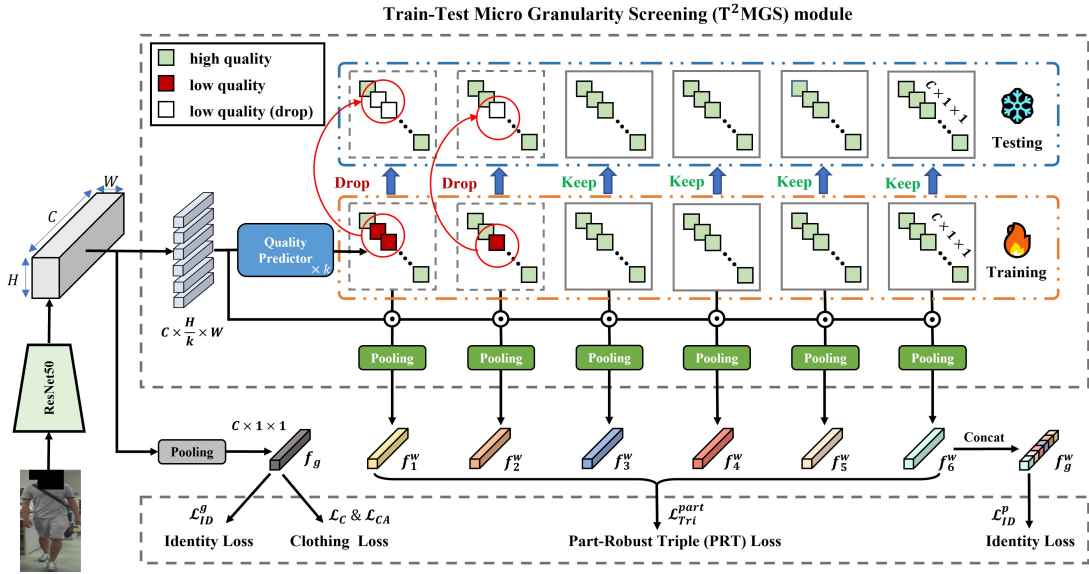 Train-Test Micro Granularity Screening (T²MGS) module
high quality
low quality
low quality (drop)
C × 1 × 1
Testing
Drop
Drop
Keep
Keep
Keep
Keep
W
C
H
Quality
Predictor
× k
C × 1 × 1
Training
C × H/k × W
Pooling
Pooling
Pooling
Pooling
Pooling
Pooling
ResNet50
C × 1 × 1
Pooling
f_g
f_1^w
f_2^w
f_3^w
f_4^w
f_5^w
f_6^w
Concat
f_g^w
ℒ_ID^g
ℒ_C & ℒ_CA
ℒ_Tri^part
ℒ_ID^p
Identity Loss
Clothing Loss
Part-Robust Triple (PRT) Loss
Identity Loss